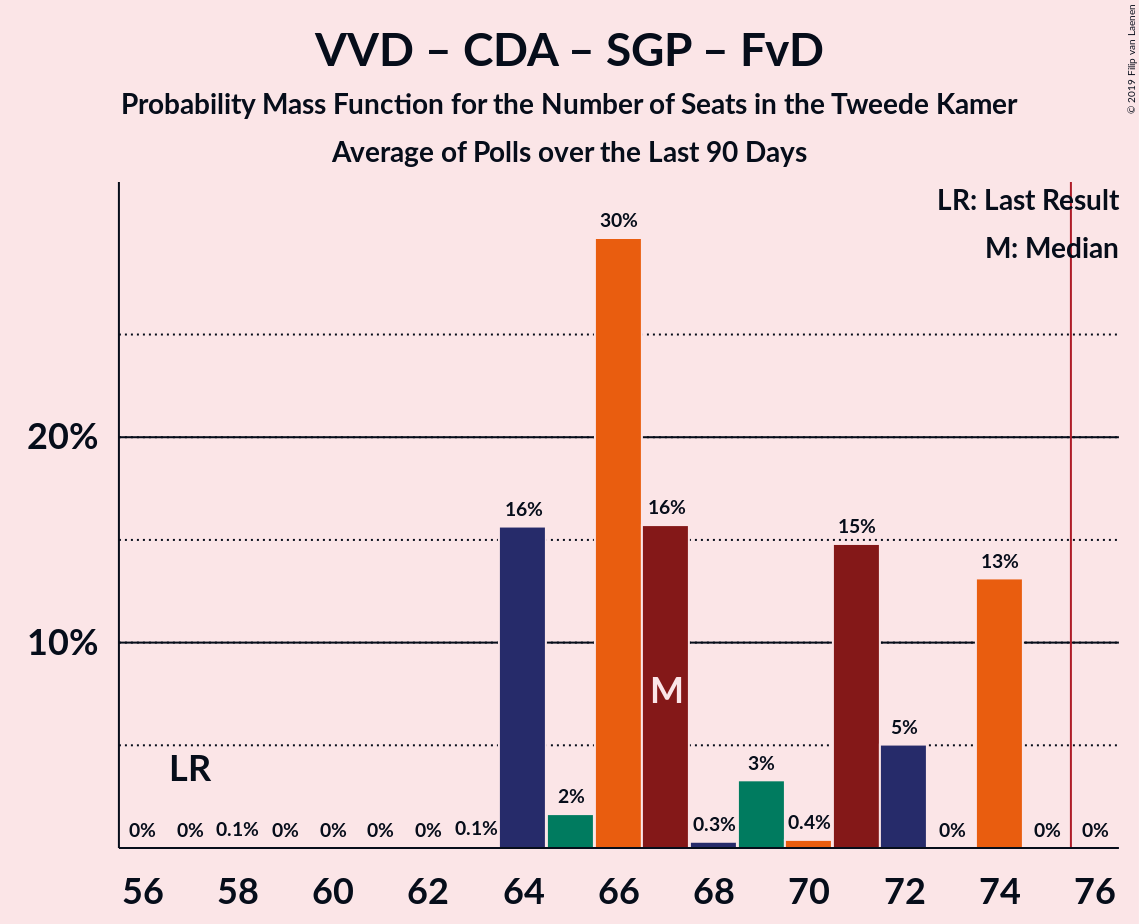 VVD – CDA – SGP – FvD
Probability Mass Function for the Number of Seats in the Tweede Kamer
Average of Polls over the Last 90 Days
© 2019 Filip van Laenen
LR: Last Result
M: Median
30%
20%
16%
16%
15%
13%
10%
M
5%
LR
3%
2%
0%
0%
0.1%
0%
0%
0%
0%
0.1%
0.3%
0.4%
0%
0%
0%
56 58 60 62 64 66 68 70 72 74 76